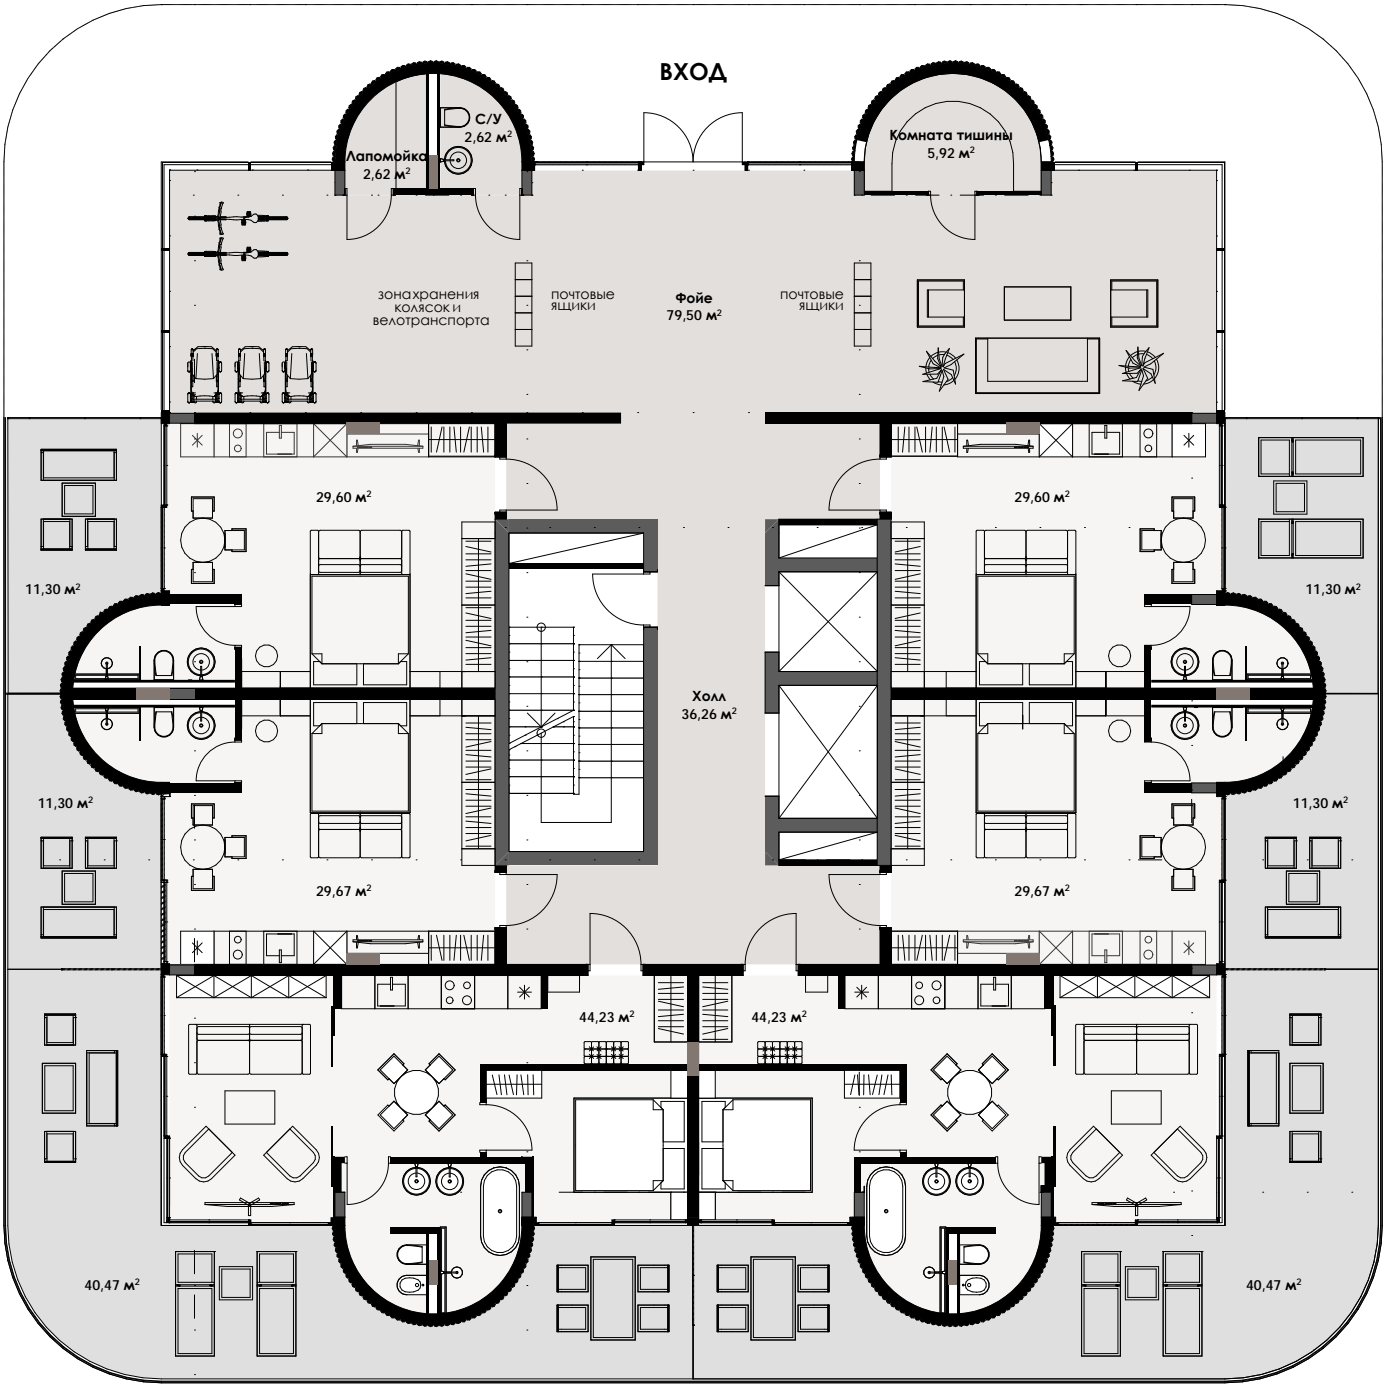 ВХОД
С/У
2,62 м²
Лапомойка
2,62 м²
Комната тишины
5,92 м²
зона хранения
колясок и
велотранспорта
почтовые
ящики
Фойе
79,50 м²
почтовые
ящики
29,60 м²
29,60 м²
11,30 м²
11,30 м²
Холл
36,26 м²
11,30 м²
11,30 м²
29,67 м²
29,67 м²
44,23 м²
44,23 м²
40,47 м²
40,47 м²